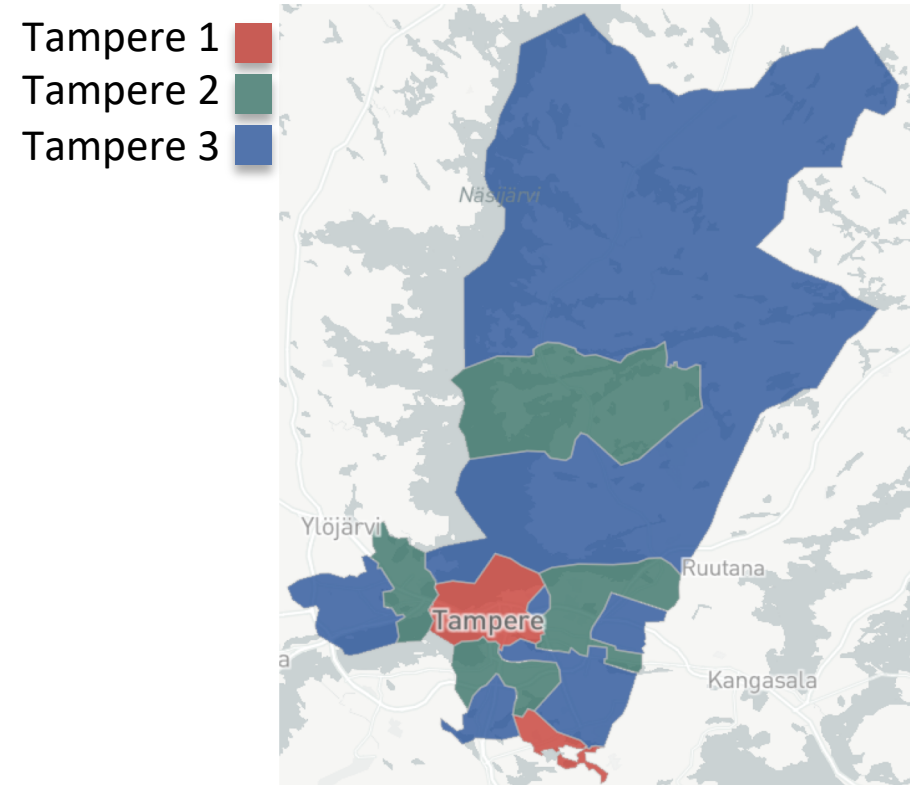 Tampere 1
Tampere 2
Tampere 3
Näsijärvi
Ylöjärvi
Ruutana
Tampere
Kangasala
a